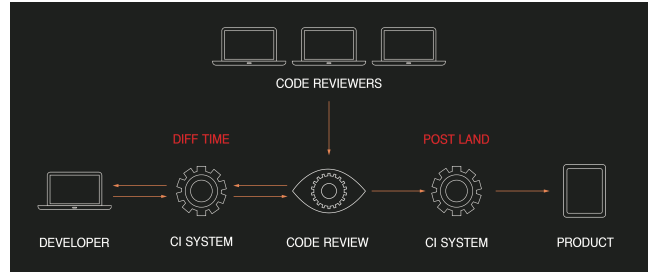 CODE REVIEWERS
DIFF TIME
POST LAND
DEVELOPER
CI SYSTEM
CODE REVIEW
CI SYSTEM
PRODUCT